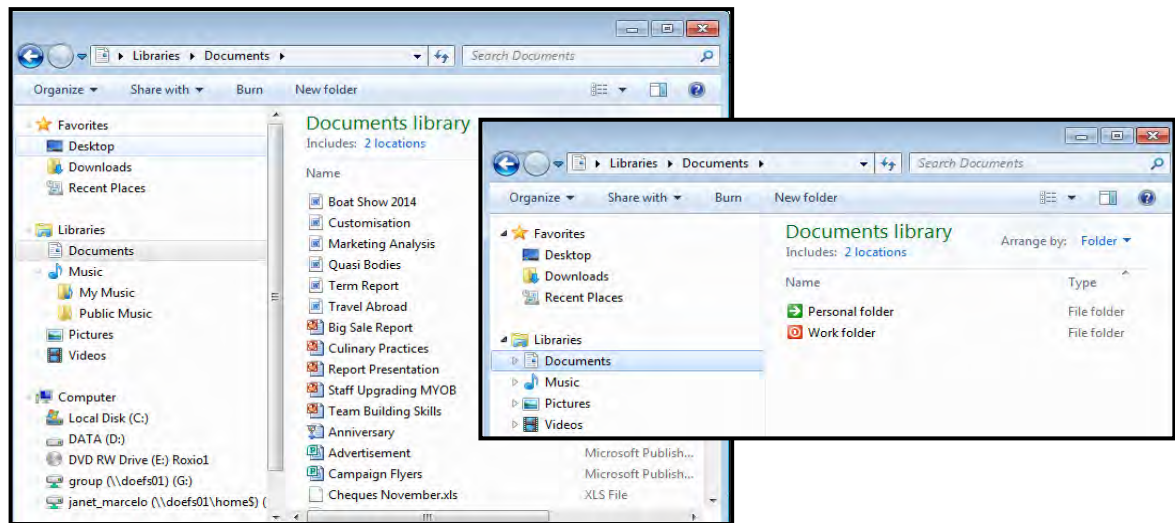 Libraries Documents
Search Documents
Organize Share with Burn New folder
Favorites
Desktop
Downloads
Recent Places
Libraries
Documents
Music
My Music
Public Music
Pictures
Videos
Computer
Local Disk (C:)
DATA (D:)
DVD RW Drive (E:) Roxio1
group (\\doefs01) (G:)
janet_marcelo (\\doefs01\home$) (
Documents library
Includes: 2 locations
Name
Boat Show 2014
Customisation
Marketing Analysis
Quasi Bodies
Term Report
Travel Abroad
Big Sale Report
Culinary Practices
Report Presentation
Staff Upgrading MYOB
Team Building Skills
Anniversary
Advertisement Microsoft Publish...
Campaign Flyers Microsoft Publish...
Cheques November.xls XLS File
Libraries Documents
Search Documents
Organize Share with Burn New folder
Favorites
Desktop
Downloads
Recent Places
Libraries
Documents
Music
Pictures
Videos
Documents library
Includes: 2 locations
Arrange by: Folder
Name Type
Personal folder File folder
Work folder File folder